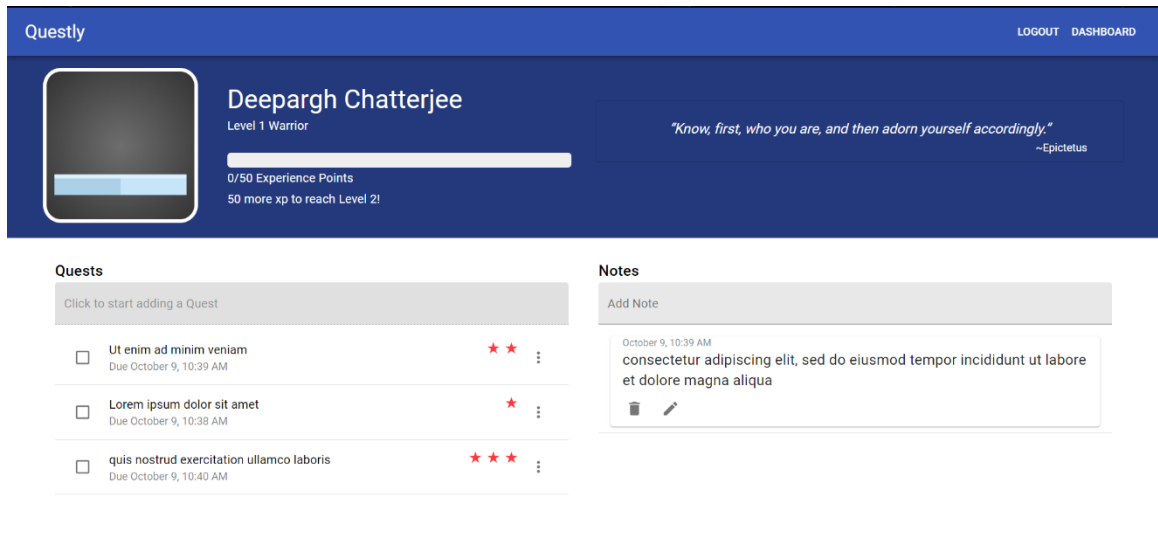 Questly
LOGOUT DASHBOARD
Deepargh Chatterjee
Level 1 Warrior
0/50 Experience Points
50 more xp to reach Level 2!
"Know, first, who you are, and then adorn yourself accordingly."
~Epictetus
Quests
Click to start adding a Quest
Ut enim ad minim veniam
Due October 9, 10:39 AM
Lorem ipsum dolor sit amet
Due October 9, 10:38 AM
quis nostrud exercitation ullamco laboris
Due October 9, 10:40 AM
Notes
Add Note
October 9, 10:39 AM
consectetur adipiscing elit, sed do eiusmod tempor incididunt ut labore
et dolore magna aliqua